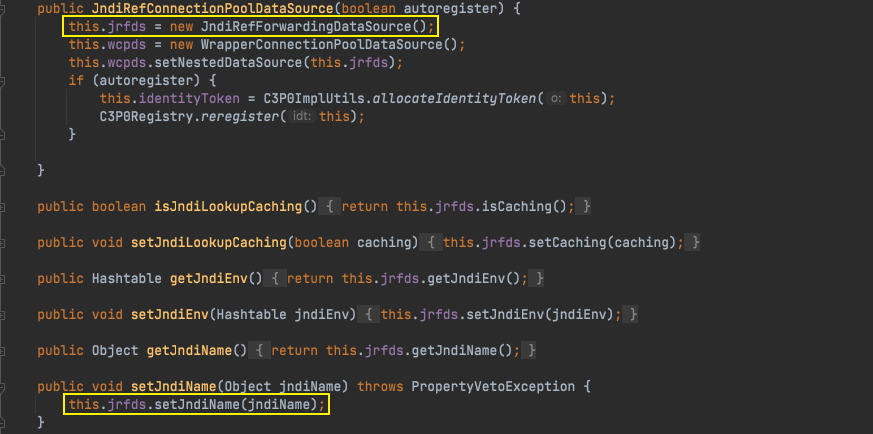 public JndiRefConnectionPoolDataSource(boolean autoregister) {
this.jrfds = new JndiRefForwardingDataSource();
this.wcpds = new WrapperConnectionPoolDataSource();
this.wcpds.setNestedDataSource(this.jrfds);
if (autoregister) {
this.identityToken = C3P0ImplUtils.allocateIdentityToken( o: this);
C3P0Registry.reregister( idt: this);
}
}
public boolean isJndiLookupCaching() { return this.jrfds.isCaching(); }
public void setJndiLookupCaching(boolean caching) { this.jrfds.setCaching(caching); }
public Hashtable getJndiEnv() { return this.jrfds.getJndiEnv(); }
public void setJndiEnv(Hashtable jndiEnv) { this.jrfds.setJndiEnv(jndiEnv); }
public Object getJndiName() { return this.jrfds.getJndiName(); }
public void setJndiName(Object jndiName) throws PropertyVetoException {
this.jrfds.setJndiName(jndiName);
}